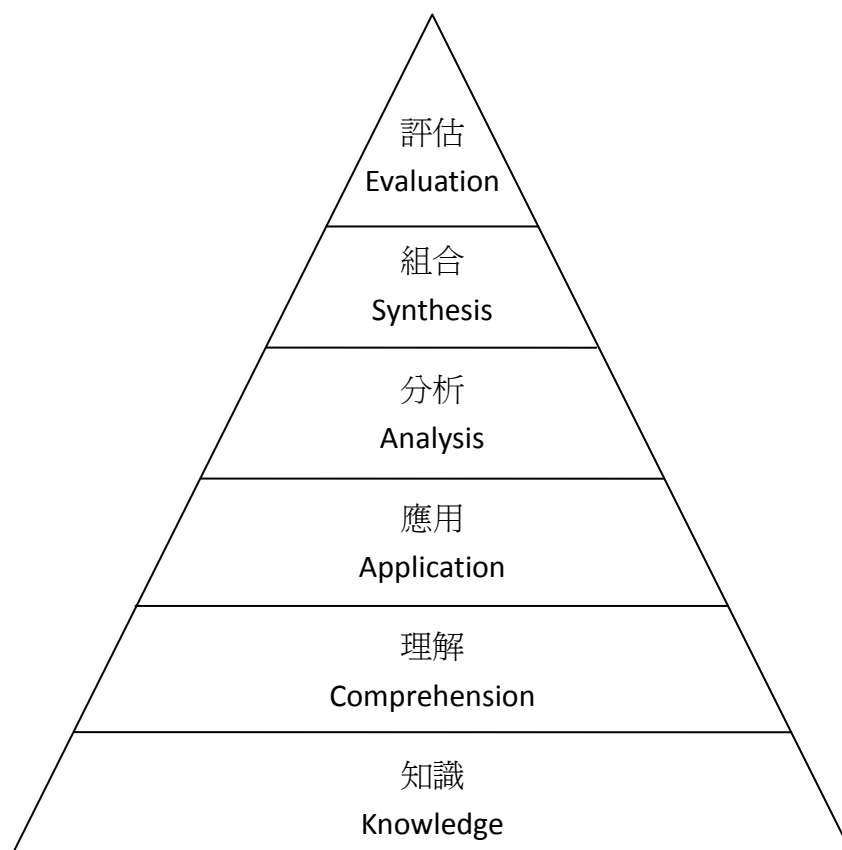 評估
Evaluation
組合
Synthesis
分析
Analysis
應用
Application
理解
Comprehension
知識
Knowledge